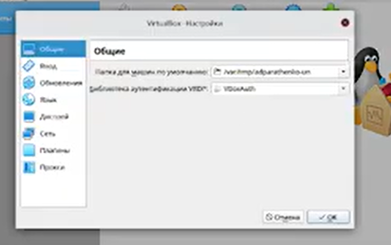 VirtualBox - Настройки
Общие
Общие
Ввод
Обновления
Язык
Дисплей
Сеть
Плагины
Прокси
Папка для машин по умолчанию:
Библиотека аутентификации VRDP: VBoxAuth
Отмена
OK